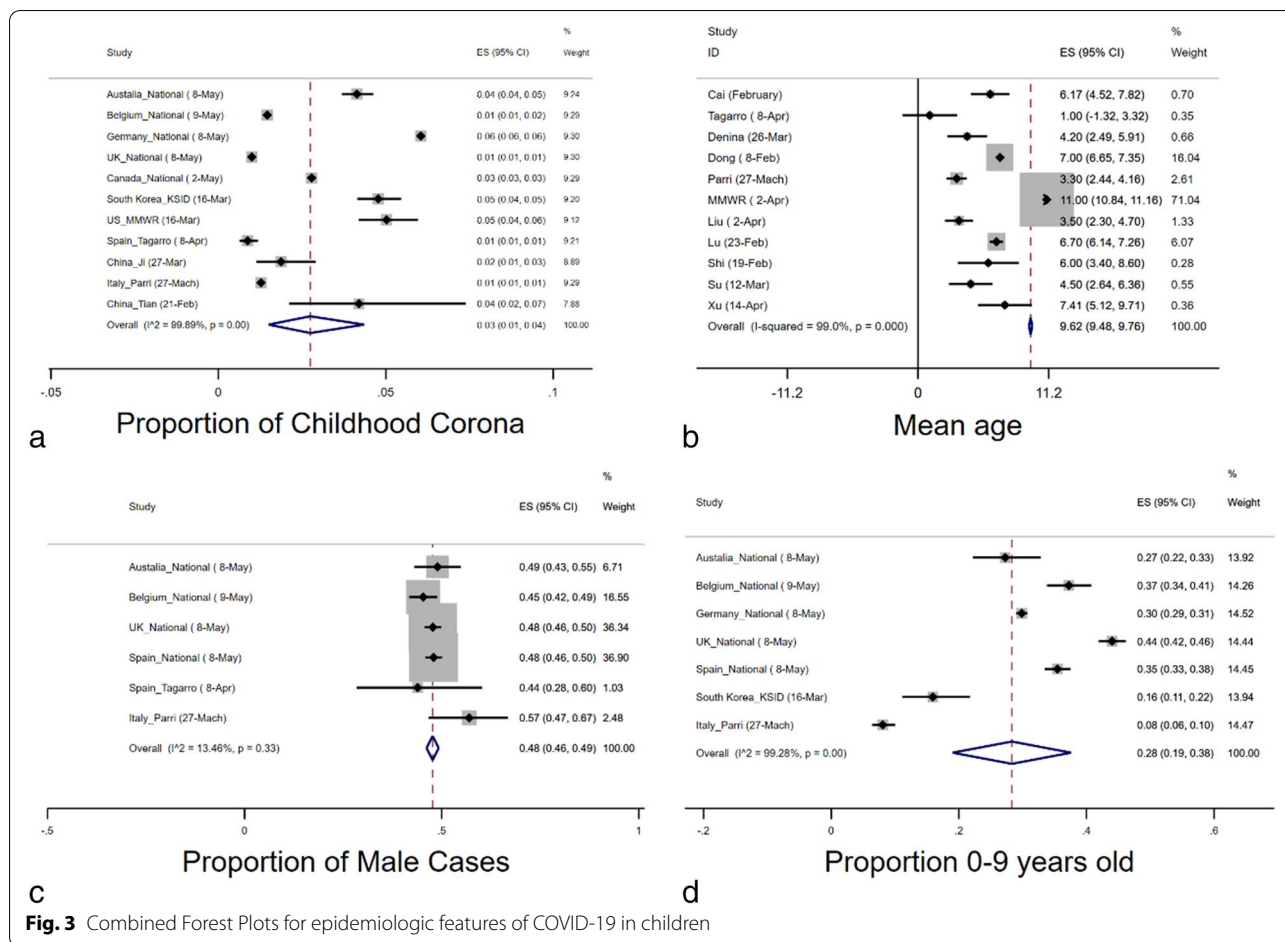 %
Study ES (95% CI) Weight
Austalia_National ( 8-May) 0.04 (0.04, 0.05) 9.24
Belgium_National ( 9-May) 0.01 (0.01, 0.02) 9.29
Germany_National ( 8-May) 0.06 (0.06, 0.06) 9.30
UK_National ( 8-May) 0.01 (0.01, 0.01) 9.30
Canada_National ( 2-May) 0.03 (0.03, 0.03) 9.29
South Korea_KSID (16-Mar) 0.05 (0.04, 0.05) 9.20
US_MMWR (16-Mar) 0.05 (0.04, 0.06) 9.12
Spain_Tagarro ( 8-Apr) 0.01 (0.01, 0.01) 9.21
China_Ji (27-Mar) 0.02 (0.01, 0.03) 8.89
Italy_Parri (27-Mach) 0.01 (0.01, 0.01) 9.29
China_Tian (21-Feb) 0.04 (0.02, 0.07) 7.88
Overall (I^2 = 99.89%, p = 0.00) 0.03 (0.01, 0.04) 100.00
-.05 0 .05 .1
Proportion of Childhood Corona
a
Study %
ID ES (95% CI) Weight
Cai (February) 6.17 (4.52, 7.82) 0.70
Tagarro ( 8-Apr) 1.00 (-1.32, 3.32) 0.35
Denina (26-Mar) 4.20 (2.49, 5.91) 0.66
Dong ( 8-Feb) 7.00 (6.65, 7.35) 16.04
Parri (27-Mach) 3.30 (2.44, 4.16) 2.61
MMWR ( 2-Apr) 11.00 (10.84, 11.16) 71.04
Liu ( 2-Apr) 3.50 (2.30, 4.70) 1.33
Lu (23-Feb) 6.70 (6.14, 7.26) 6.07
Shi (19-Feb) 6.00 (3.40, 8.60) 0.28
Su (12-Mar) 4.50 (2.64, 6.36) 0.55
Xu (14-Apr) 7.41 (5.12, 9.71) 0.36
Overall (I-squared = 99.0%, p = 0.000) 9.62 (9.48, 9.76) 100.00
-11.2 0 11.2
Mean age
b
%
Study ES (95% CI) Weight
Austalia_National ( 8-May) 0.49 (0.43, 0.55) 6.71
Belgium_National ( 9-May) 0.45 (0.42, 0.49) 16.55
UK_National ( 8-May) 0.48 (0.46, 0.50) 36.34
Spain_National ( 8-May) 0.48 (0.46, 0.50) 36.90
Spain_Tagarro ( 8-Apr) 0.44 (0.28, 0.60) 1.03
Italy_Parri (27-Mach) 0.57 (0.47, 0.67) 2.48
Overall (I^2 = 13.46%, p = 0.33) 0.48 (0.46, 0.49) 100.00
-.5 0 .5 1
Proportion of Male Cases
c
%
Study ES (95% CI) Weight
Austalia_National ( 8-May) 0.27 (0.22, 0.33) 13.92
Belgium_National ( 9-May) 0.37 (0.34, 0.41) 14.26
Germany_National ( 8-May) 0.30 (0.29, 0.31) 14.52
UK_National ( 8-May) 0.44 (0.42, 0.46) 14.44
Spain_National ( 8-May) 0.35 (0.33, 0.38) 14.45
South Korea_KSID (16-Mar) 0.16 (0.11, 0.22) 13.94
Italy_Parri (27-Mach) 0.08 (0.06, 0.10) 14.47
Overall (I^2 = 99.28%, p = 0.00) 0.28 (0.19, 0.38) 100.00
-.2 0 .2 .4 .6
Proportion 0-9 years old
d
Fig. 3 Combined Forest Plots for epidemiologic features of COVID-19 in children